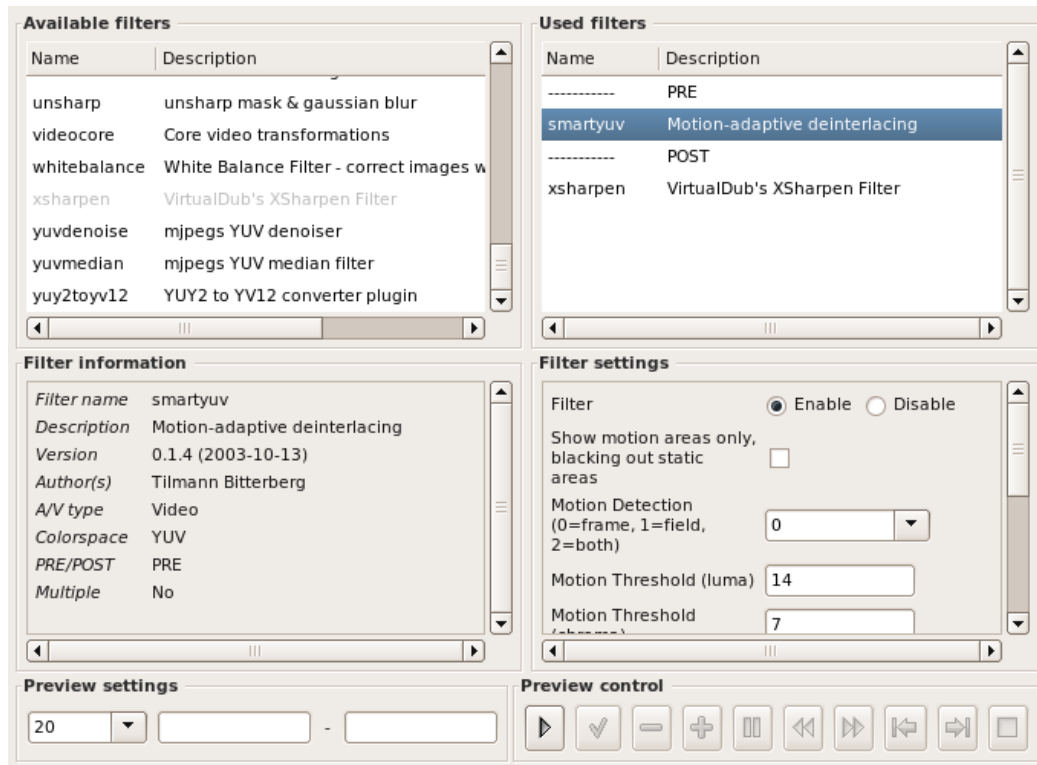 Available filters
Name Description
unsharp unsharp mask & gaussian blur
videocore Core video transformations
whitebalance White Balance Filter - correct images w
xsharpen VirtualDub's XSharpen Filter
yuvdenoise mjpegs YUV denoiser
yuvmedian mjpegs YUV median filter
yuy2toyv12 YUY2 to YV12 converter plugin
Used filters
Name Description
----------- PRE
smartyuv Motion-adaptive deinterlacing
----------- POST
xsharpen VirtualDub's XSharpen Filter
Filter information
Filter name smartyuv
Description Motion-adaptive deinterlacing
Version 0.1.4 (2003-10-13)
Author(s) Tilmann Bitterberg
A/V type Video
Colorspace YUV
PRE/POST PRE
Multiple No
Filter settings
Filter Enable Disable
Show motion areas only,
blacking out static
areas
Motion Detection
(0=frame, 1=field,
2=both)
0
Motion Threshold (luma) 14
Motion Threshold
7
Preview settings
20 -
Preview control